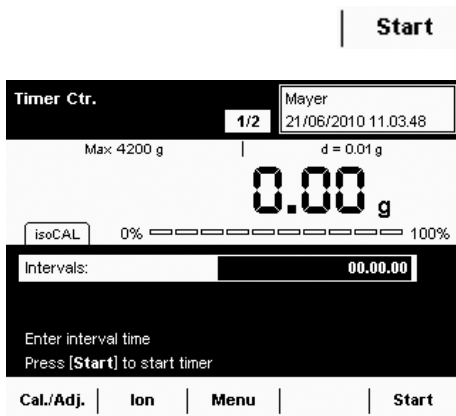 Start
Timer Ctr.
1/2
Mayer
21/06/2010 11.03.48
Max 4200 g
d = 0.01 g
0.00 g
isoCAL
0%
100%
Intervals:
00.00.00
Enter interval time
Press [Start] to start timer
Cal./Adj. Ion Menu Start